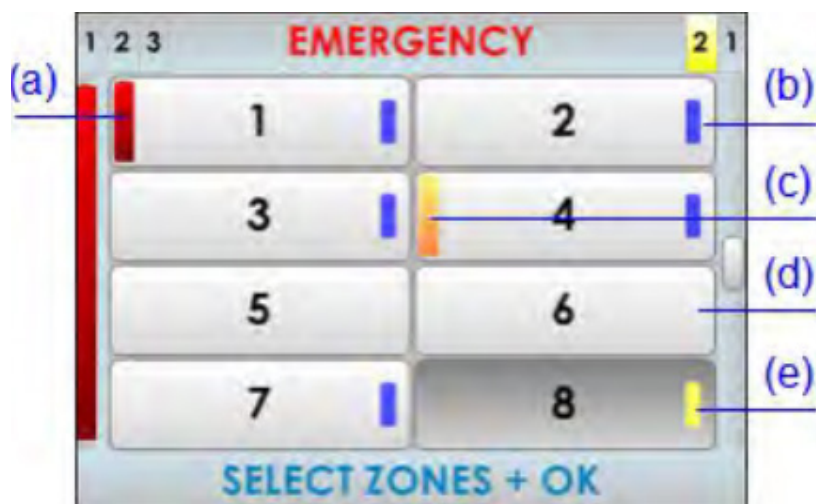 1 2 3 EMERGENCY 2 1
(a) 1 2 (b)
3 4 (c)
5 6 (d)
7 8 (e)
SELECT ZONES + OK